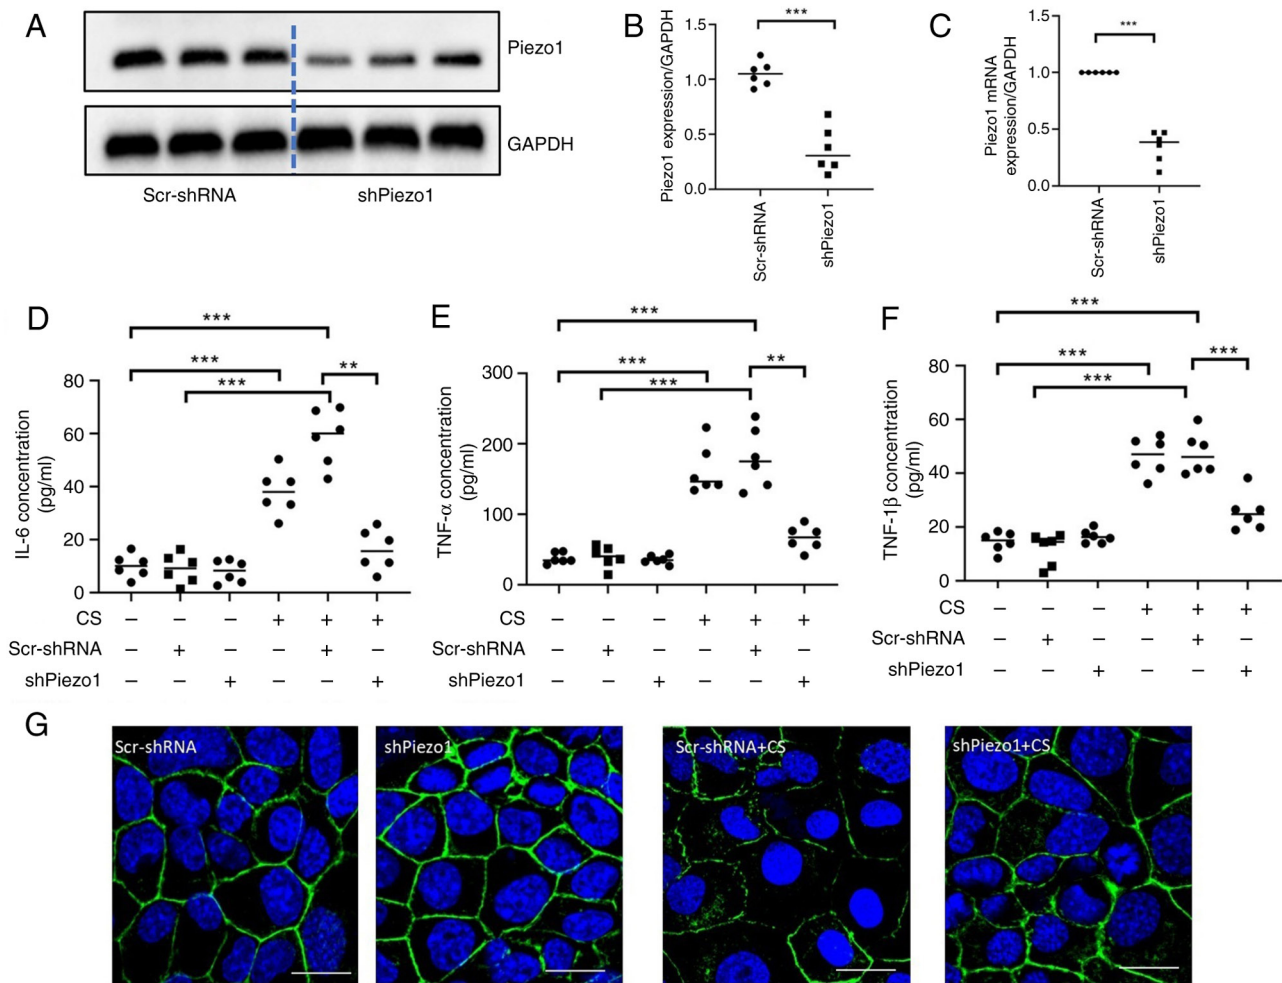 A
Piezo1
GAPDH
Scr-shRNA shPiezo1
B
***
1.5
1.0
0.5
0.0
Piezo1 expression/GAPDH
Scr-shRNA
shPiezo1
C
***
1.5
1.0
0.5
0.0
Piezo1 mRNA
expression/GAPDH
Scr-shRNA
shPiezo1
D
***
***
***
**
80
60
40
20
0
IL-6 concentration
(pg/ml)
CS − − − + + +
Scr-shRNA − + − − + −
shPiezo1 − − + − − +
E
***
***
***
**
300
200
100
0
TNF-α concentration
(pg/ml)
CS − − − + + +
Scr-shRNA − + − − + −
shPiezo1 − − + − − +
F
***
***
***
***
80
60
40
20
0
TNF-1β concentration
(pg/ml)
CS − − − + + +
Scr-shRNA − + − − + −
shPiezo1 − − + − − +
G
Scr-shRNA
shPiezo1
Scr-shRNA+CS
shPiezo1+CS